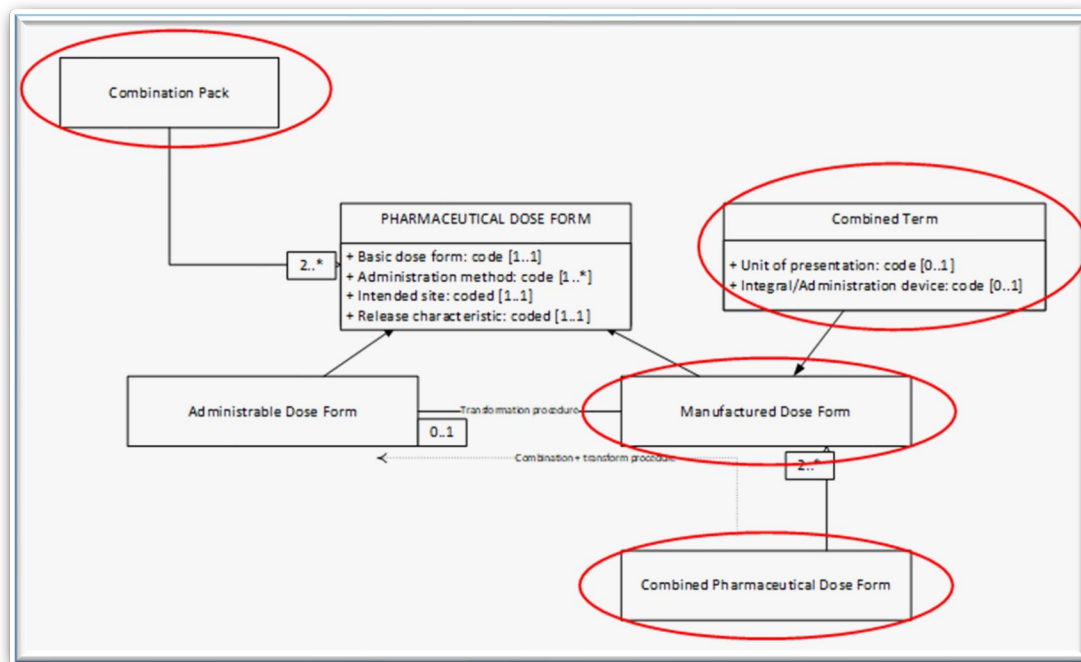 Combination Pack
PHARMACEUTICAL DOSE FORM
+ Basic dose form: code [1..1]
+ Administration method: code [1..*]
+ Intended site: coded [1..1]
+ Release characteristic: coded [1..1]
2..*
Combined Term
+ Unit of presentation: code [0..1]
+ Integral/Administration device: code [0..1]
Administrable Dose Form
Transformation procedure
Manufactured Dose Form
0..1
Combination + transform procedure
2..*
Combined Pharmaceutical Dose Form